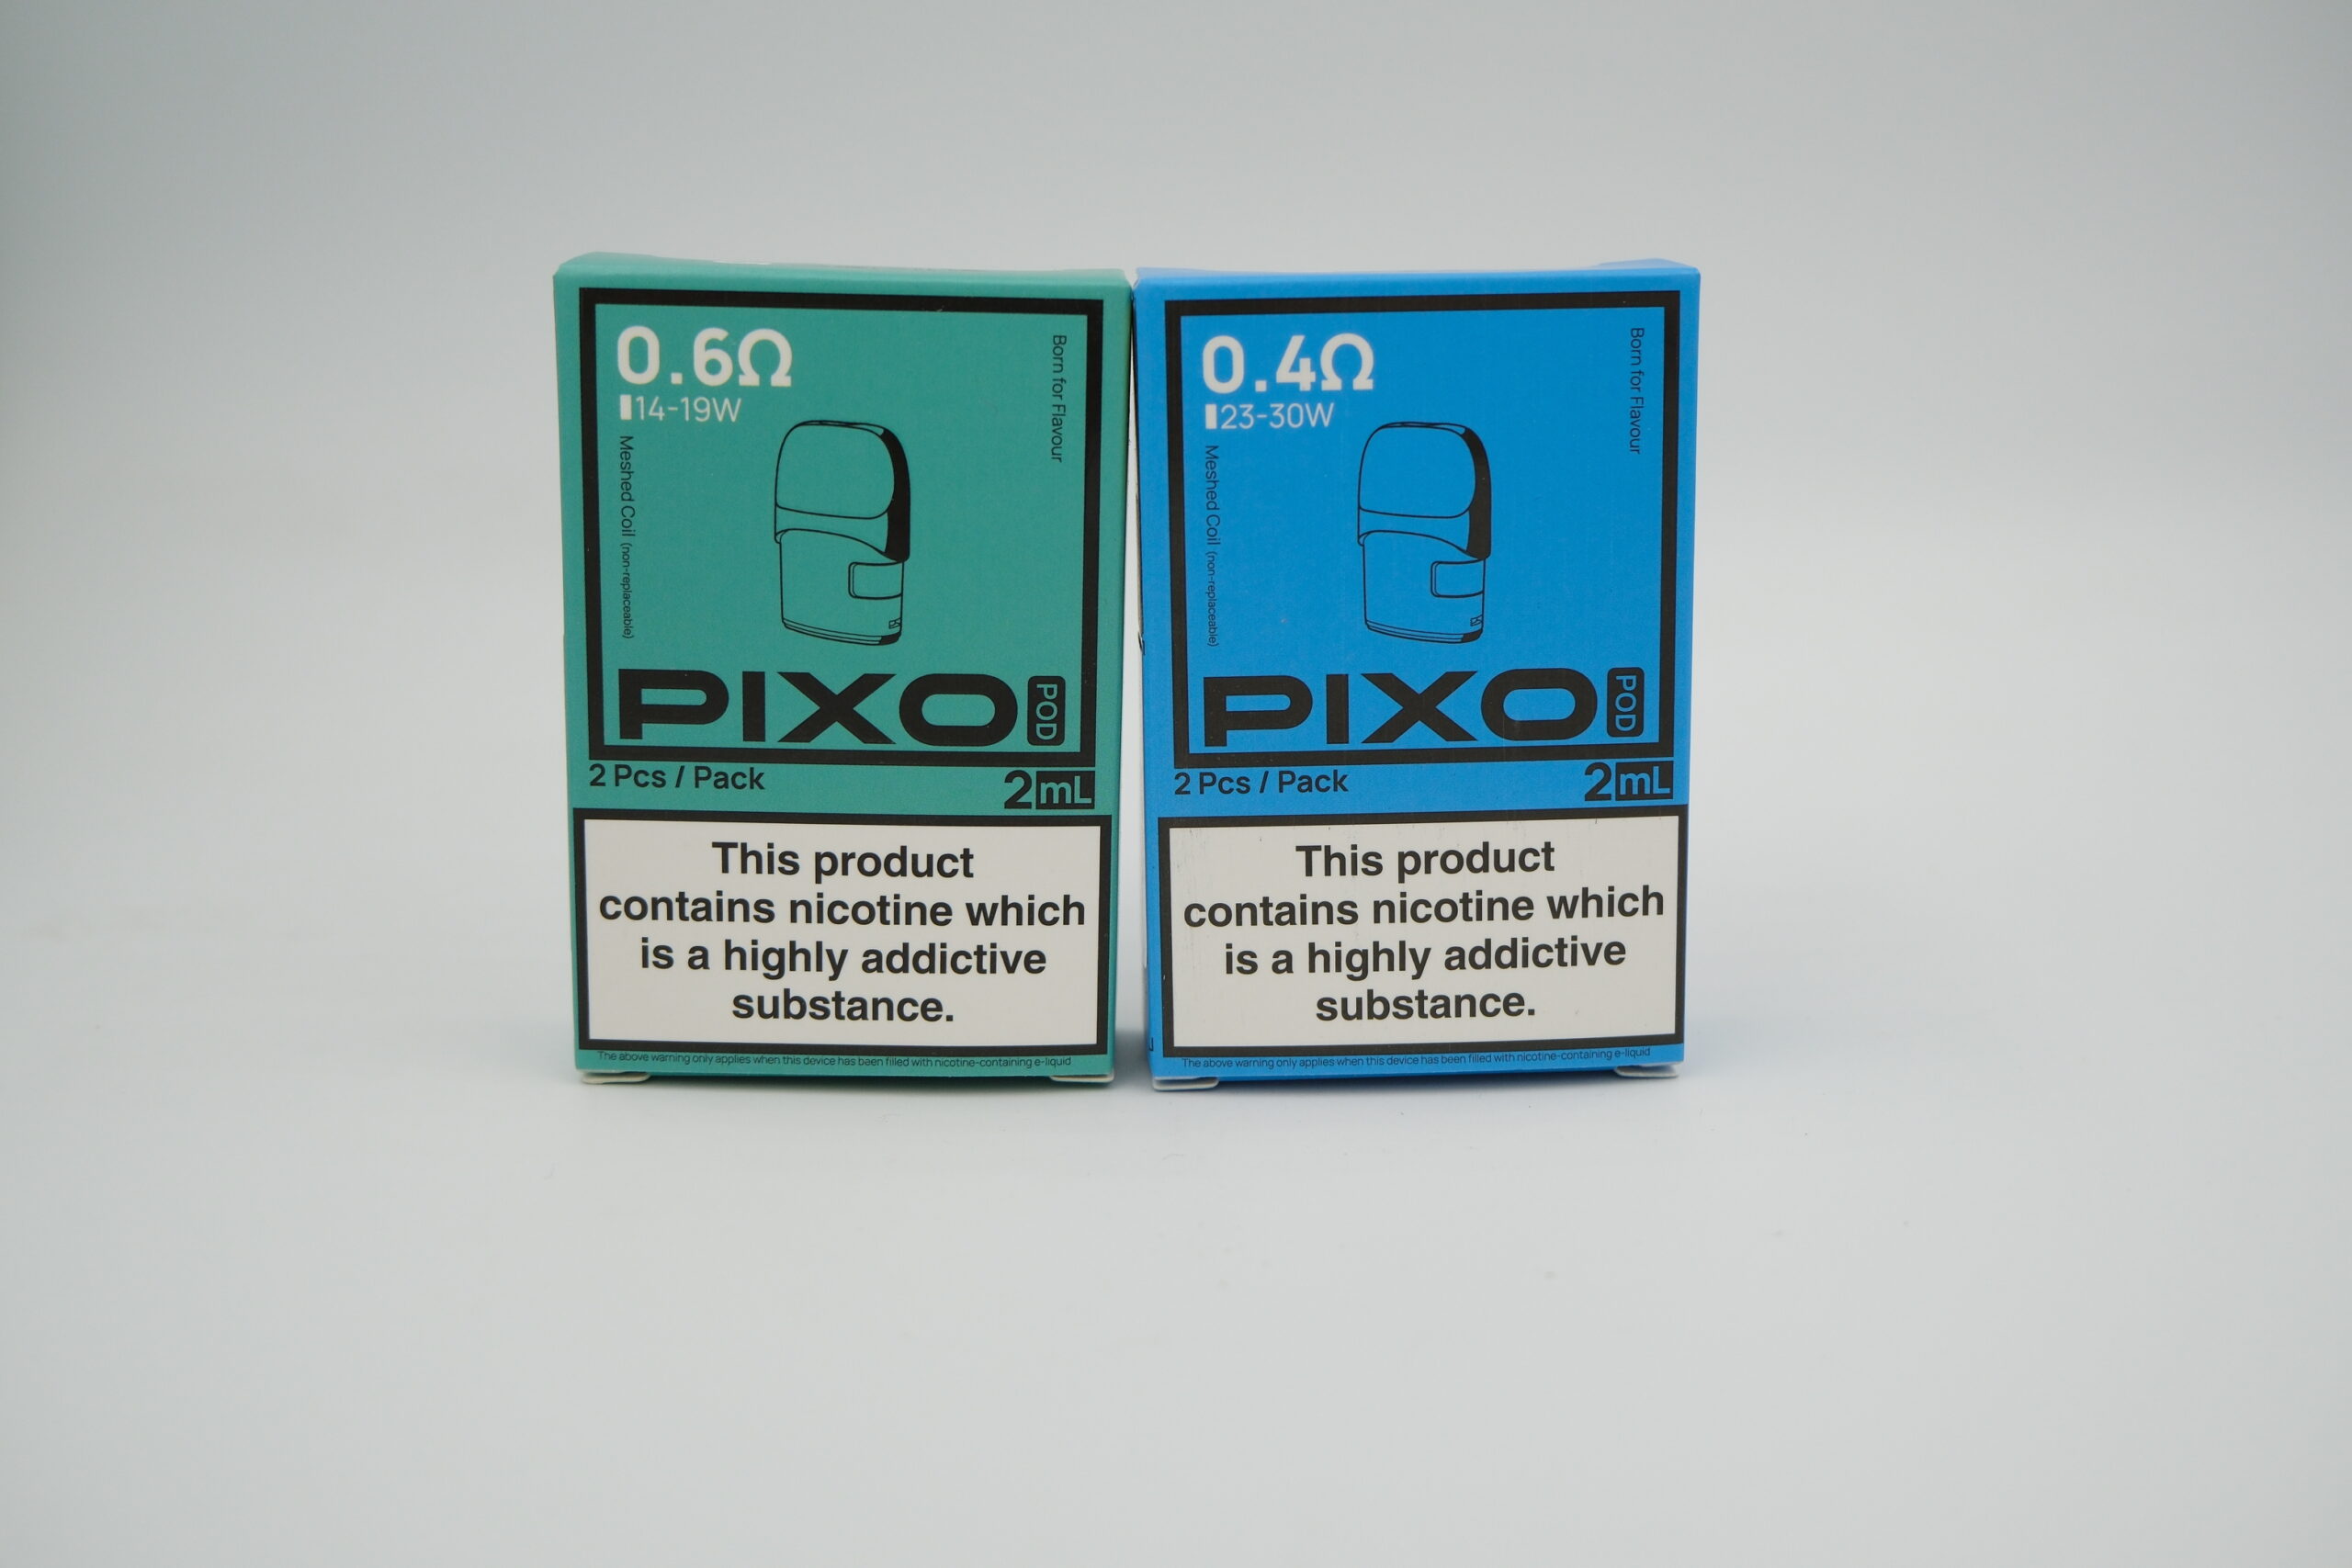 0.6Ω
14-19W
Born for Flavour
Meshed Coil (non-replaceable)
PIXO POD
2 Pcs / Pack
2mL
This product
contains nicotine which
is a highly addictive
substance.
The above warning only applies when this device has been filled with nicotine-containing e-liquid
0.4Ω
23-30W
Born for Flavour
Meshed Coil (non-replaceable)
PIXO POD
2 Pcs / Pack
2mL
This product
contains nicotine which
is a highly addictive
substance.
The above warning only applies when this device has been filled with nicotine-containing e-liquid